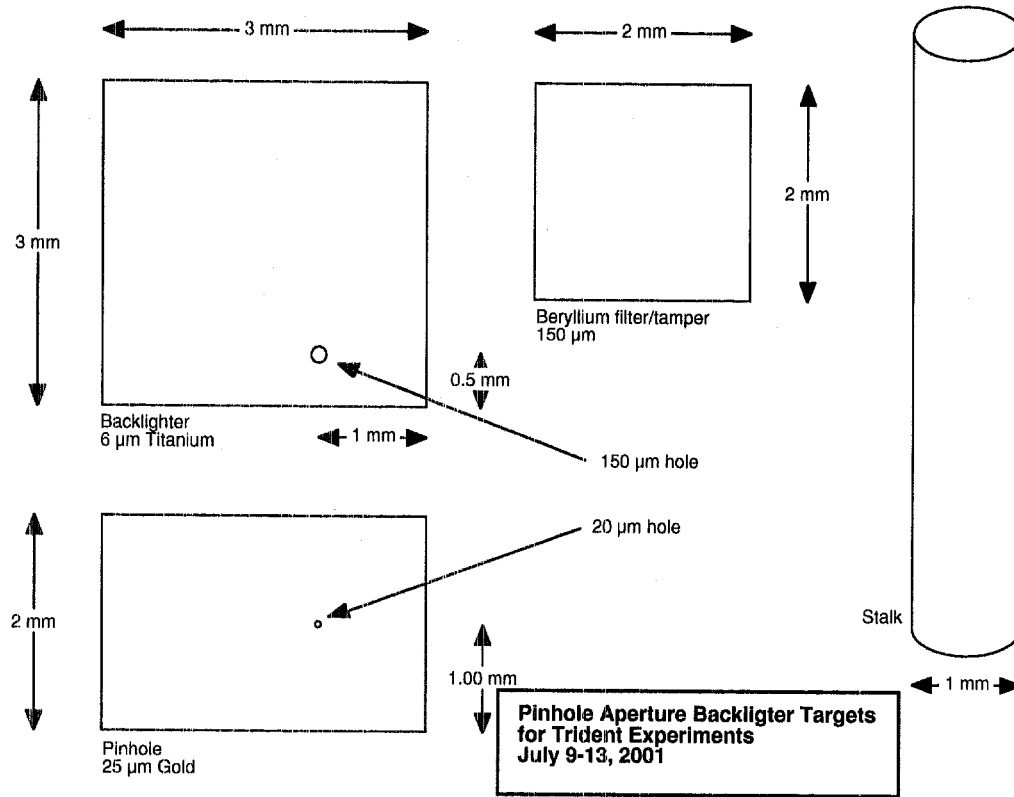 3 mm
2 mm
3 mm
2 mm
Beryllium filter/tamper
150 µm
0.5 mm
Backlighter
6 µm Titanium
1 mm
150 µm hole
20 µm hole
2 mm
Stalk
1.00 mm
1 mm
Pinhole
25 µm Gold
Pinhole Aperture Backligter Targets
for Trident Experiments
July 9-13, 2001